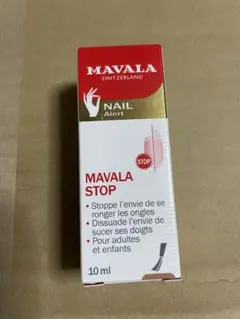 MAVALA
SWITZERLAND
NAIL
Alert
STOP
MAVALA
STOP
• Stoppe l'envie de se
ronger les ongles
• Dissuade l'envie de
sucer ses doigts
• Pour adultes
et enfants
10 ml